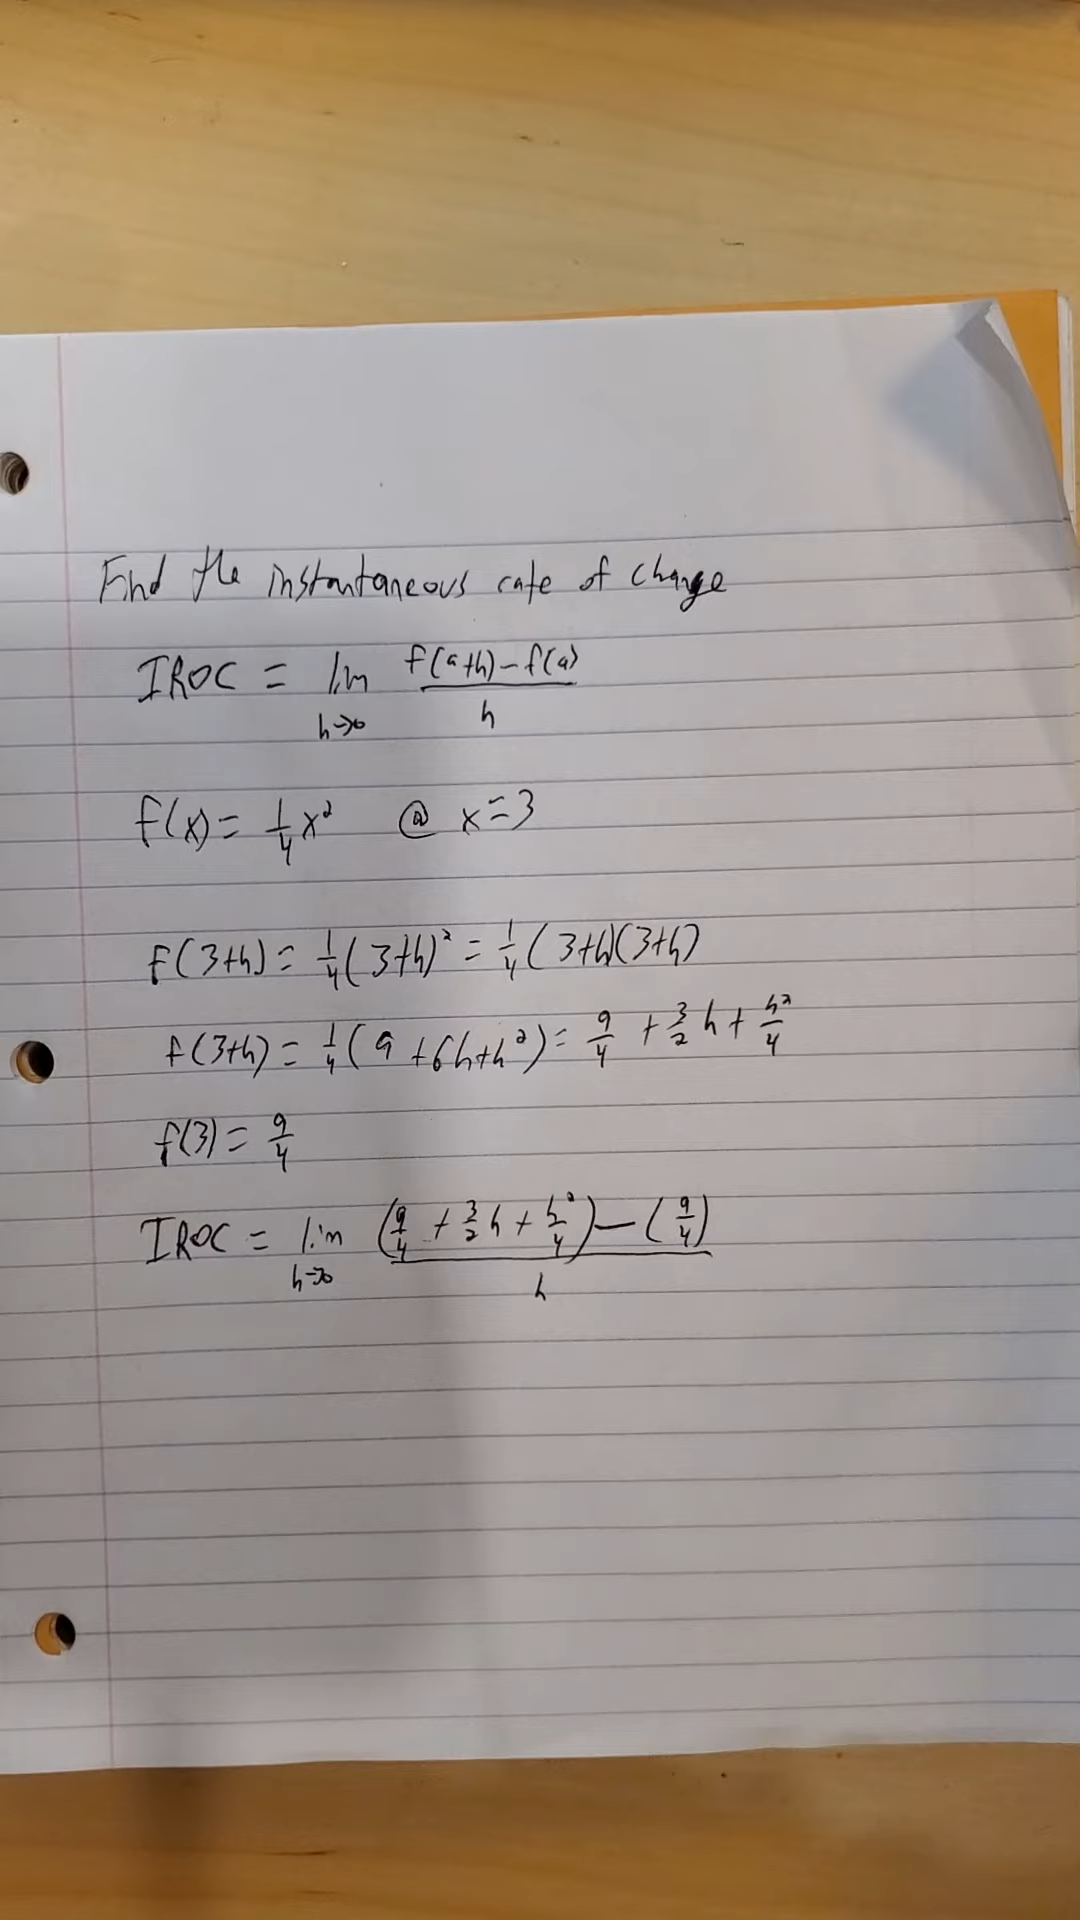 Find the instantaneous rate of change
IROC = lim h→0 f(a+h)-f(a) / h
f(x) = 1/4 x² @ x=3
f(3+h) = 1/4(3+h)² = 1/4(3+h)(3+h)
f(3+h) = 1/4(9+6h+h²) = 9/4 + 3/2 h + h²/4
f(3) = 9/4
IROC = lim h→0 (9/4 + 3/2 h + h²/4) - (9/4) / h